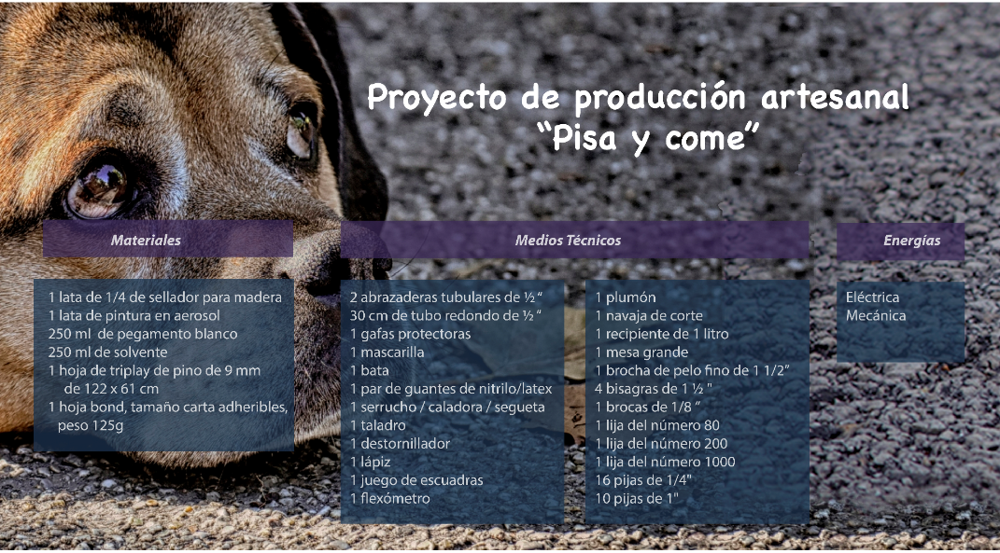 Proyecto de producción artesanal
“Pisa y come”
Materiales
1 lata de 1/4 de sellador para madera
1 lata de pintura en aerosol
250 ml de pegamento blanco
250 ml de solvente
1 hoja de triplay de pino de 9 mm
de 122 x 61 cm
1 hoja bond, tamaño carta adheribles,
peso 125g
Medios Técnicos
2 abrazaderas tubulares de ½ “
30 cm de tubo redondo de ½ “
1 gafas protectoras
1 mascarilla
1 bata
1 par de guantes de nitrilo/latex
1 serrucho / caladora / segueta
1 taladro
1 destornillador
1 lápiz
1 juego de escuadras
1 flexómetro
1 plumón
1 navaja de corte
1 recipiente de 1 litro
1 mesa grande
1 brocha de pelo fino de 1 1/2”
4 bisagras de 1 ½ "
1 brocas de 1/8 ”
1 lija del número 80
1 lija del número 200
1 lija del número 1000
16 pijas de 1/4"
10 pijas de 1"
Energías
Eléctrica
Mecánica